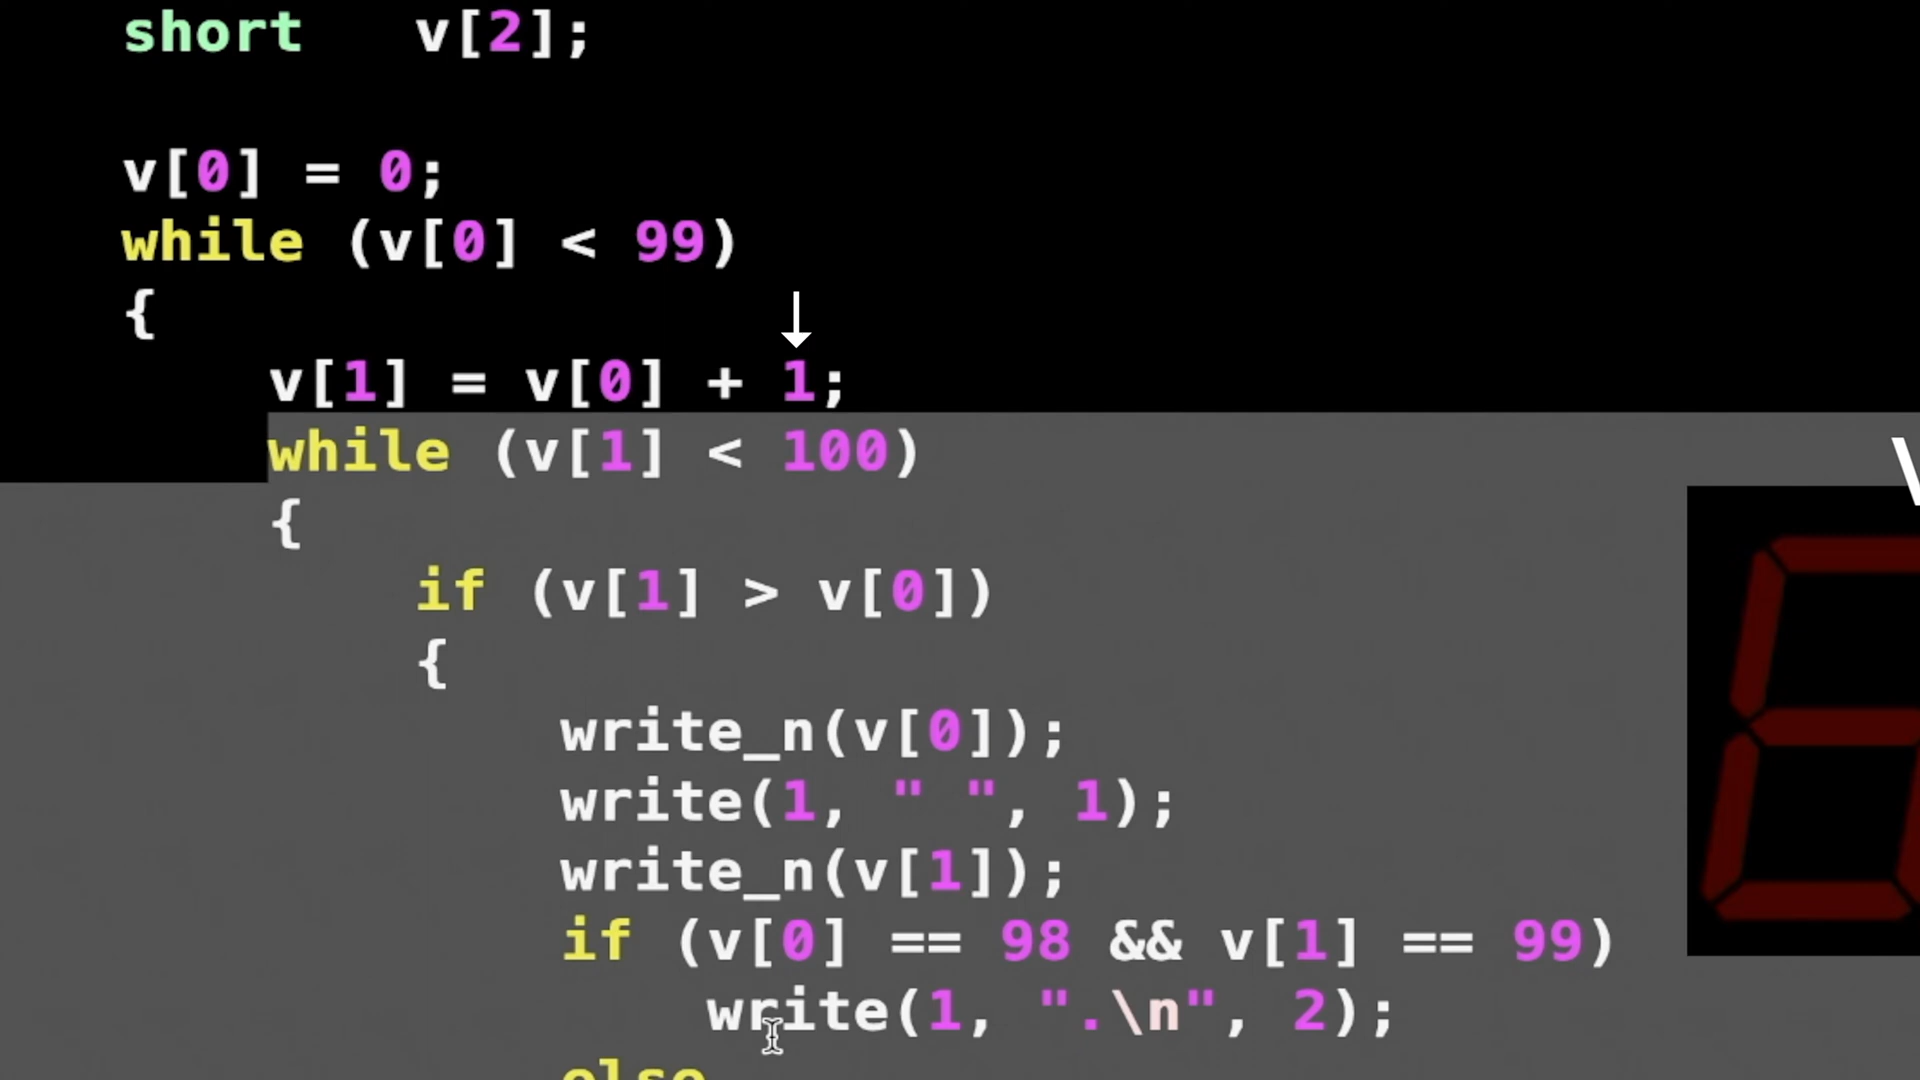 short   v[2];
v[0] = 0;
while (v[0] < 99)
{
↓
v[1] = v[0] + 1;
while (v[1] < 100)
{
if (v[1] > v[0])
{
write_n(v[0]);
write(1, " ", 1);
write_n(v[1]);
if (v[0] == 98 && v[1] == 99)
write(1, ".\n", 2);
else